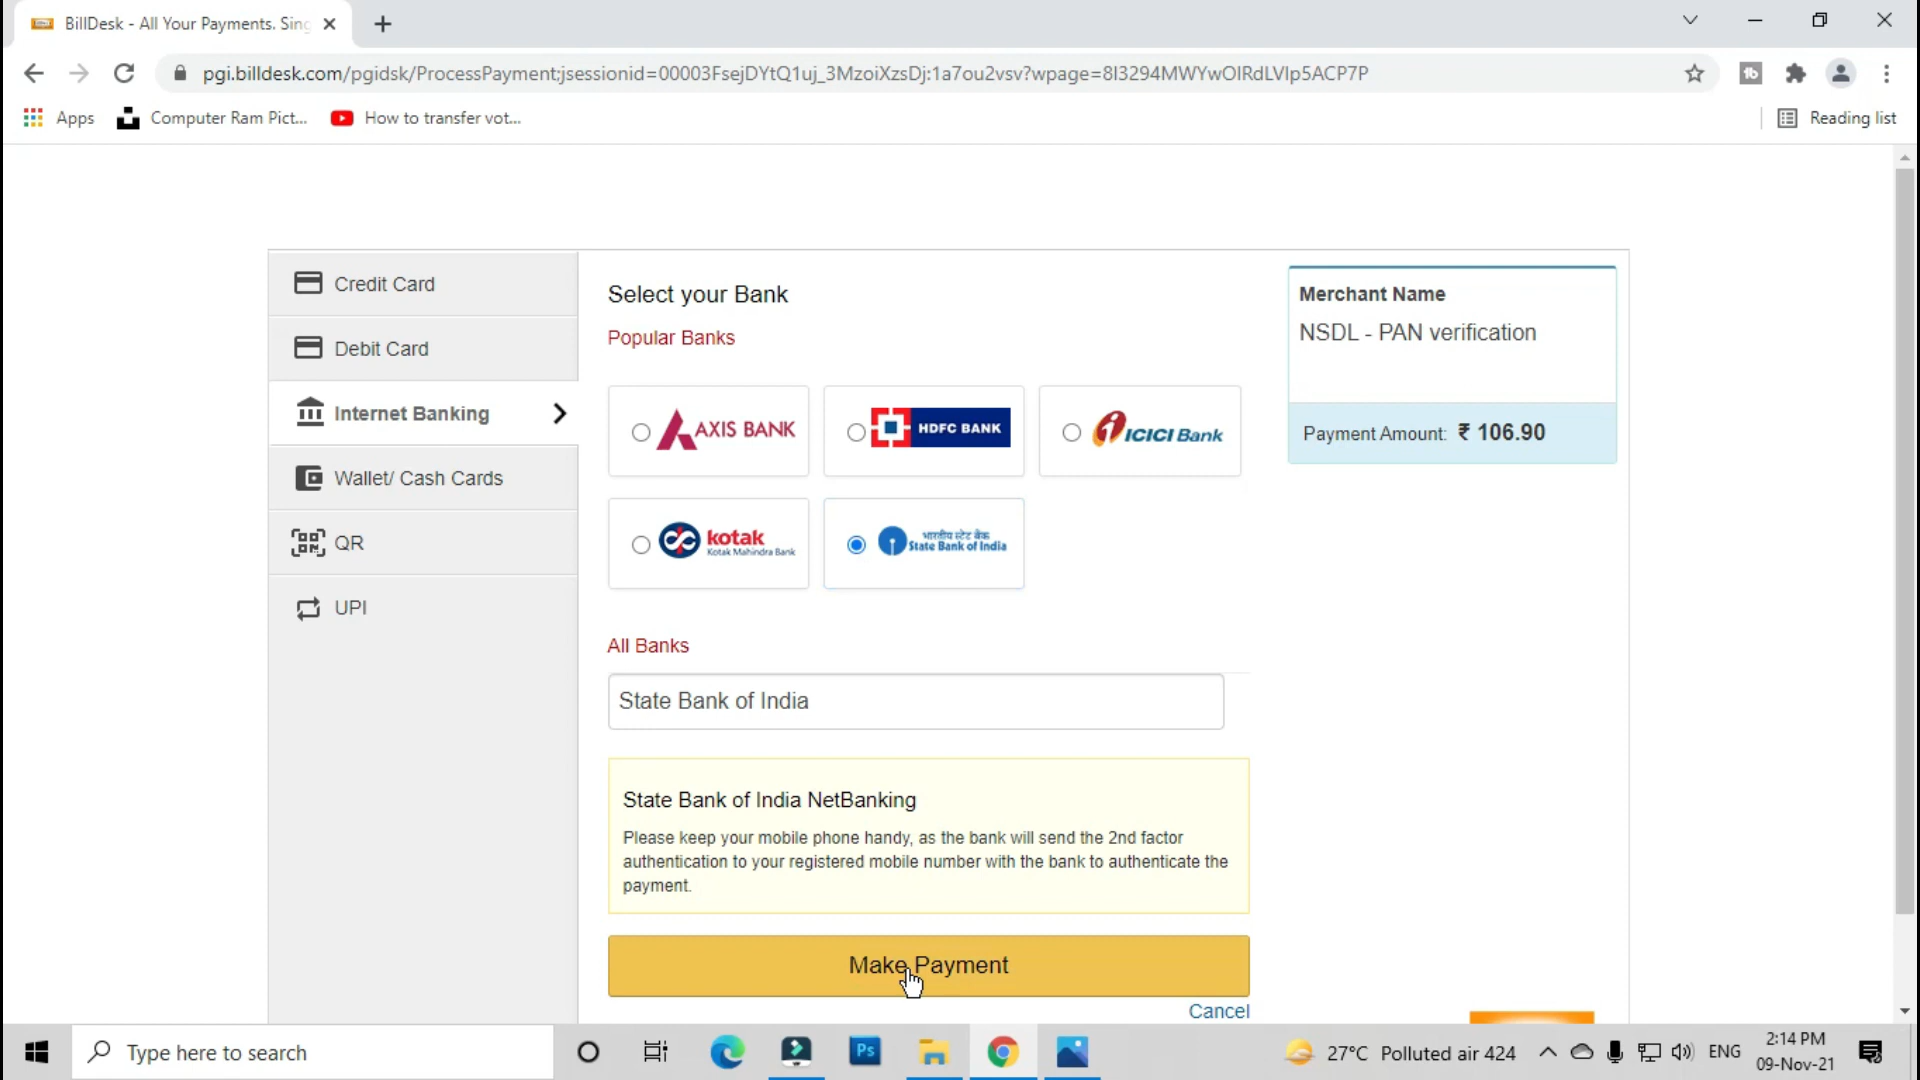 BillDesk - All Your Payments. Sing
pgi.billdesk.com/pgidsk/ProcessPayment;jsessionid=00003FsejDYtQ1uj_3MzoiXzsDj:1a7ou2vsv?wpage=8I3294MWYwOIRdLVIp5ACP7P
Apps
Computer Ram Pict...
How to transfer vot...
Reading list
Credit Card
Debit Card
Internet Banking
Wallet/ Cash Cards
QR
UPI
Select your Bank
Popular Banks
AXIS BANK
HDFC BANK
ICICI Bank
kotak
Kotak Mahindra Bank
भारतीय स्टेट बैंक
State Bank of India
All Banks
State Bank of India
State Bank of India NetBanking
Please keep your mobile phone handy, as the bank will send the 2nd factor
authentication to your registered mobile number with the bank to authenticate the
payment.
Make Payment
Cancel
Merchant Name
NSDL - PAN verification
Payment Amount: ₹ 106.90
Type here to search
Ps
27°C Polluted air 424
ENG
2:14 PM
09-Nov-21